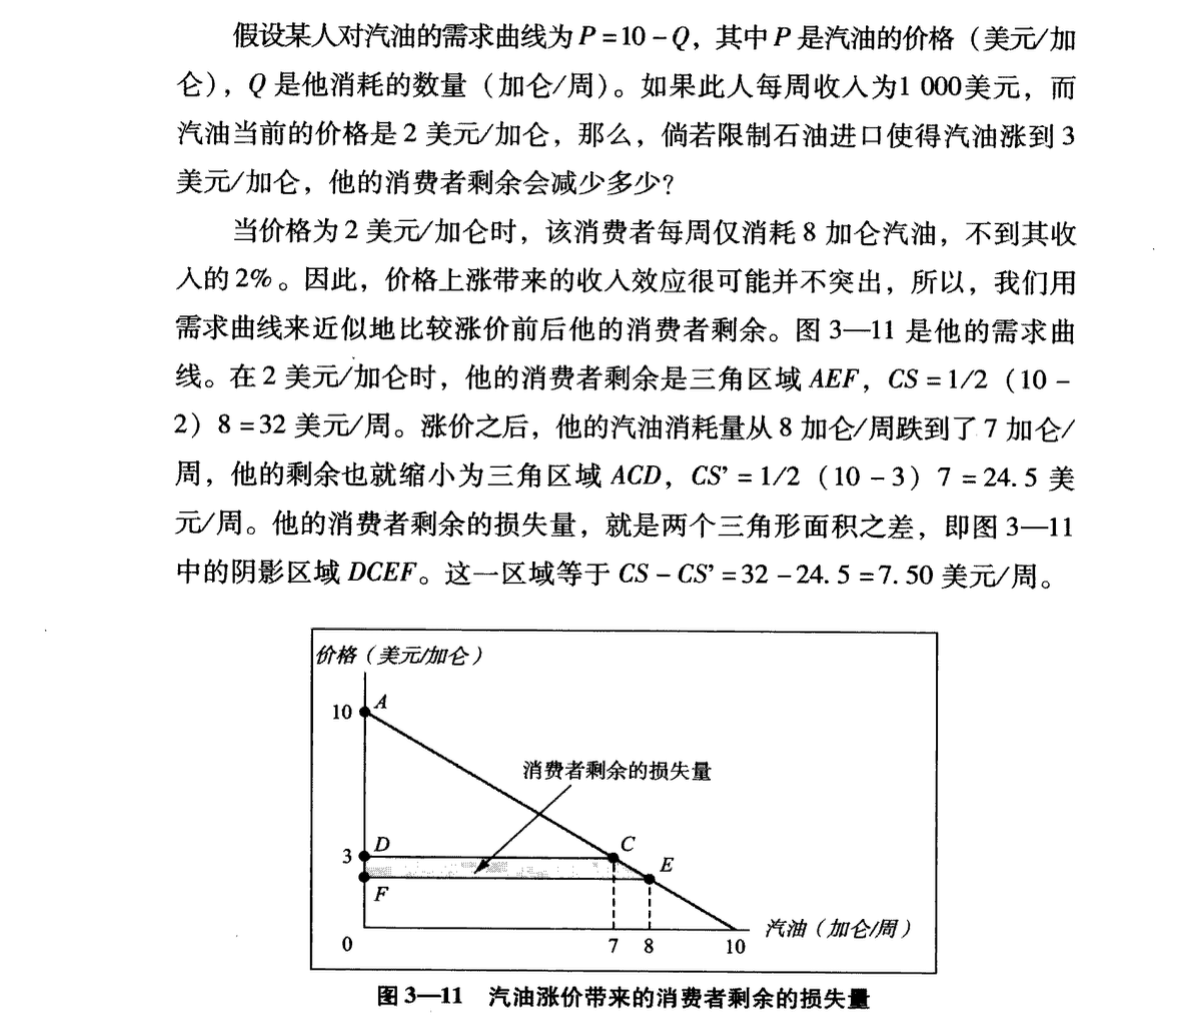 假设某人对汽油的需求曲线为 P = 10 – Q，其中 P 是汽油的价格（美元/加
仑），Q 是他消耗的数量（加仑/周）。如果此人每周收入为1 000美元，而
汽油当前的价格是 2 美元/加仑，那么，倘若限制石油进口使得汽油涨到 3
美元/加仑，他的消费者剩余会减少多少？
当价格为 2 美元/加仑时，该消费者每周仅消耗 8 加仑汽油，不到其收
入的 2%。因此，价格上涨带来的收入效应很可能并不突出，所以，我们用
需求曲线来近似地比较涨价前后他的消费者剩余。图 3—11 是他的需求曲
线。在 2 美元/加仑时，他的消费者剩余是三角区域 AEF，CS = 1/2（10 –
2）8 = 32 美元/周。涨价之后，他的汽油消耗量从 8 加仑/周跌到了 7 加仑/
周，他的剩余也就缩小为三角区域 ACD，CS’ = 1/2（10 – 3）7 = 24. 5 美
元/周。他的消费者剩余的损失量，就是两个三角形面积之差，即图 3—11
中的阴影区域 DCEF。这一区域等于 CS – CS’ = 32 – 24. 5 = 7. 50 美元/周。
价格（美元/加仑）
10
A
消费者剩余的损失量
3
D
C
E
F
0
7
8
10
汽油（加仑/周）
图 3—11 汽油涨价带来的消费者剩余的损失量